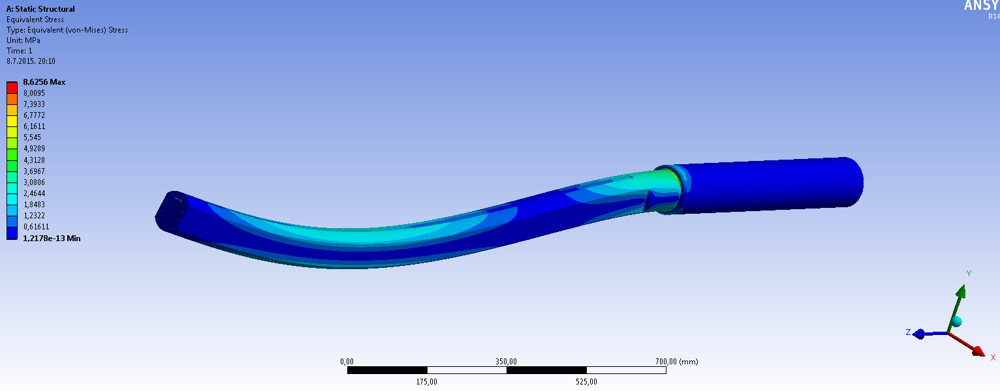 A: Static Structural
Equivalent Stress
Type: Equivalent (von-Mises) Stress
Unit: MPa
Time: 1
8.7.2015. 20:10
ANSY
R14
8,6256 Max
8,0095
7,3933
6,7772
6,1611
5,545
4,9289
4,3128
3,6967
3,0806
2,4644
1,8483
1,2322
0,61611
1,2178e-13 Min
Y
Z
X
0,00
350,00
700,00 (mm)
175,00
525,00